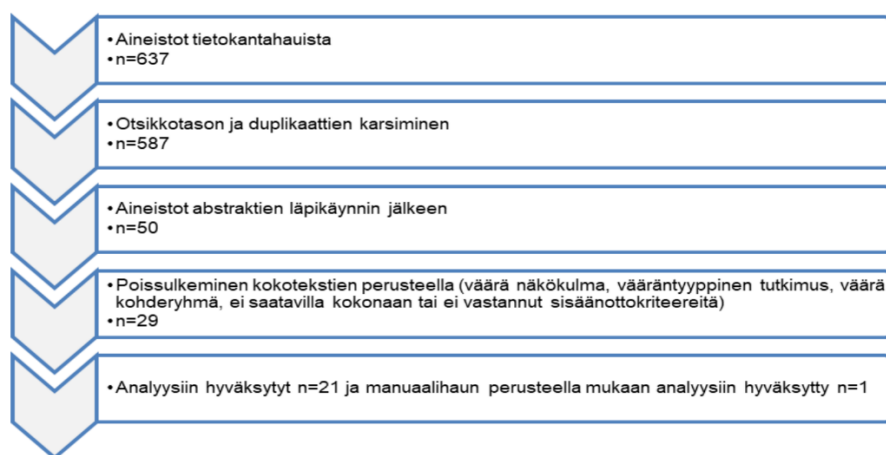 •Aineistot tietokantahauista
•n=637
•Otsikkotason ja duplikaattien karsiminen
•n=587
•Aineistot abstraktien läpikäynnin jälkeen
•n=50
•Poissulkeminen kokotekstien perusteella (väärä näkökulma, vääräntyyppinen tutkimus, väärä
kohderyhmä, ei saatavilla kokonaan tai ei vastannut sisäänottokriteereitä)
•n=29
•Analyysiin hyväksytyt n=21 ja manuaalihaun perusteella mukaan analyysiin hyväksytty n=1